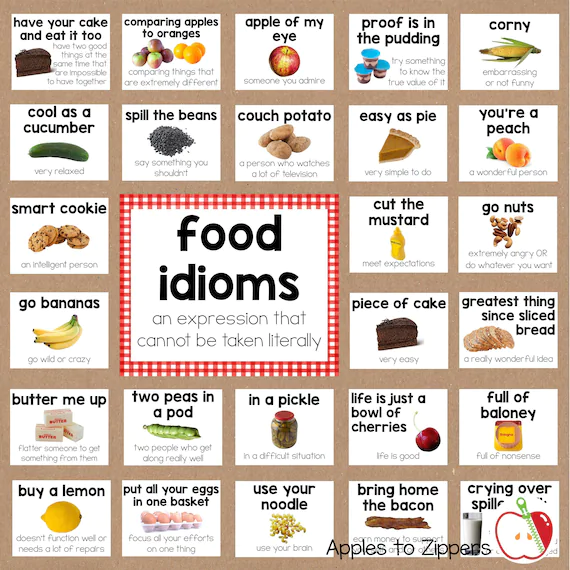 have your cake
and eat it too
have two good
things at the
same time that
are impossible
to have together
comparing apples
to oranges
comparing things that
are extremely different
apple of my
eye
someone you admire
proof is in
the pudding
try something
to know the
true value of it
corny
embarrassing
or not funny
cool as a
cucumber
very relaxed
spill the beans
say something you
shouldn't
couch potato
a person who watches
a lot of television
easy as pie
very simple to do
you're a
peach
a wonderful person
smart cookie
an intelligent person
food
idioms
an expression that
cannot be taken literally
cut the
mustard
meet expectations
go nuts
extremely angry OR
do whatever you want
go bananas
go wild or crazy
piece of cake
very easy
greatest thing
since sliced
bread
a really wonderful idea
butter me up
BUTTER
BUTTER
flatter someone to get
something from them
two peas in
a pod
two people who get
along really well
in a pickle
in a difficult situation
life is just a
bowl of
cherries
life is good
full of
baloney
full of nonsense
buy a lemon
doesn't function well or
needs a lot of repairs
put all your eggs
in one basket
focus all your efforts
on one thing
use your
noodle
use your brain
bring home
the bacon
earn money to support
crying over
Apples to Zippers